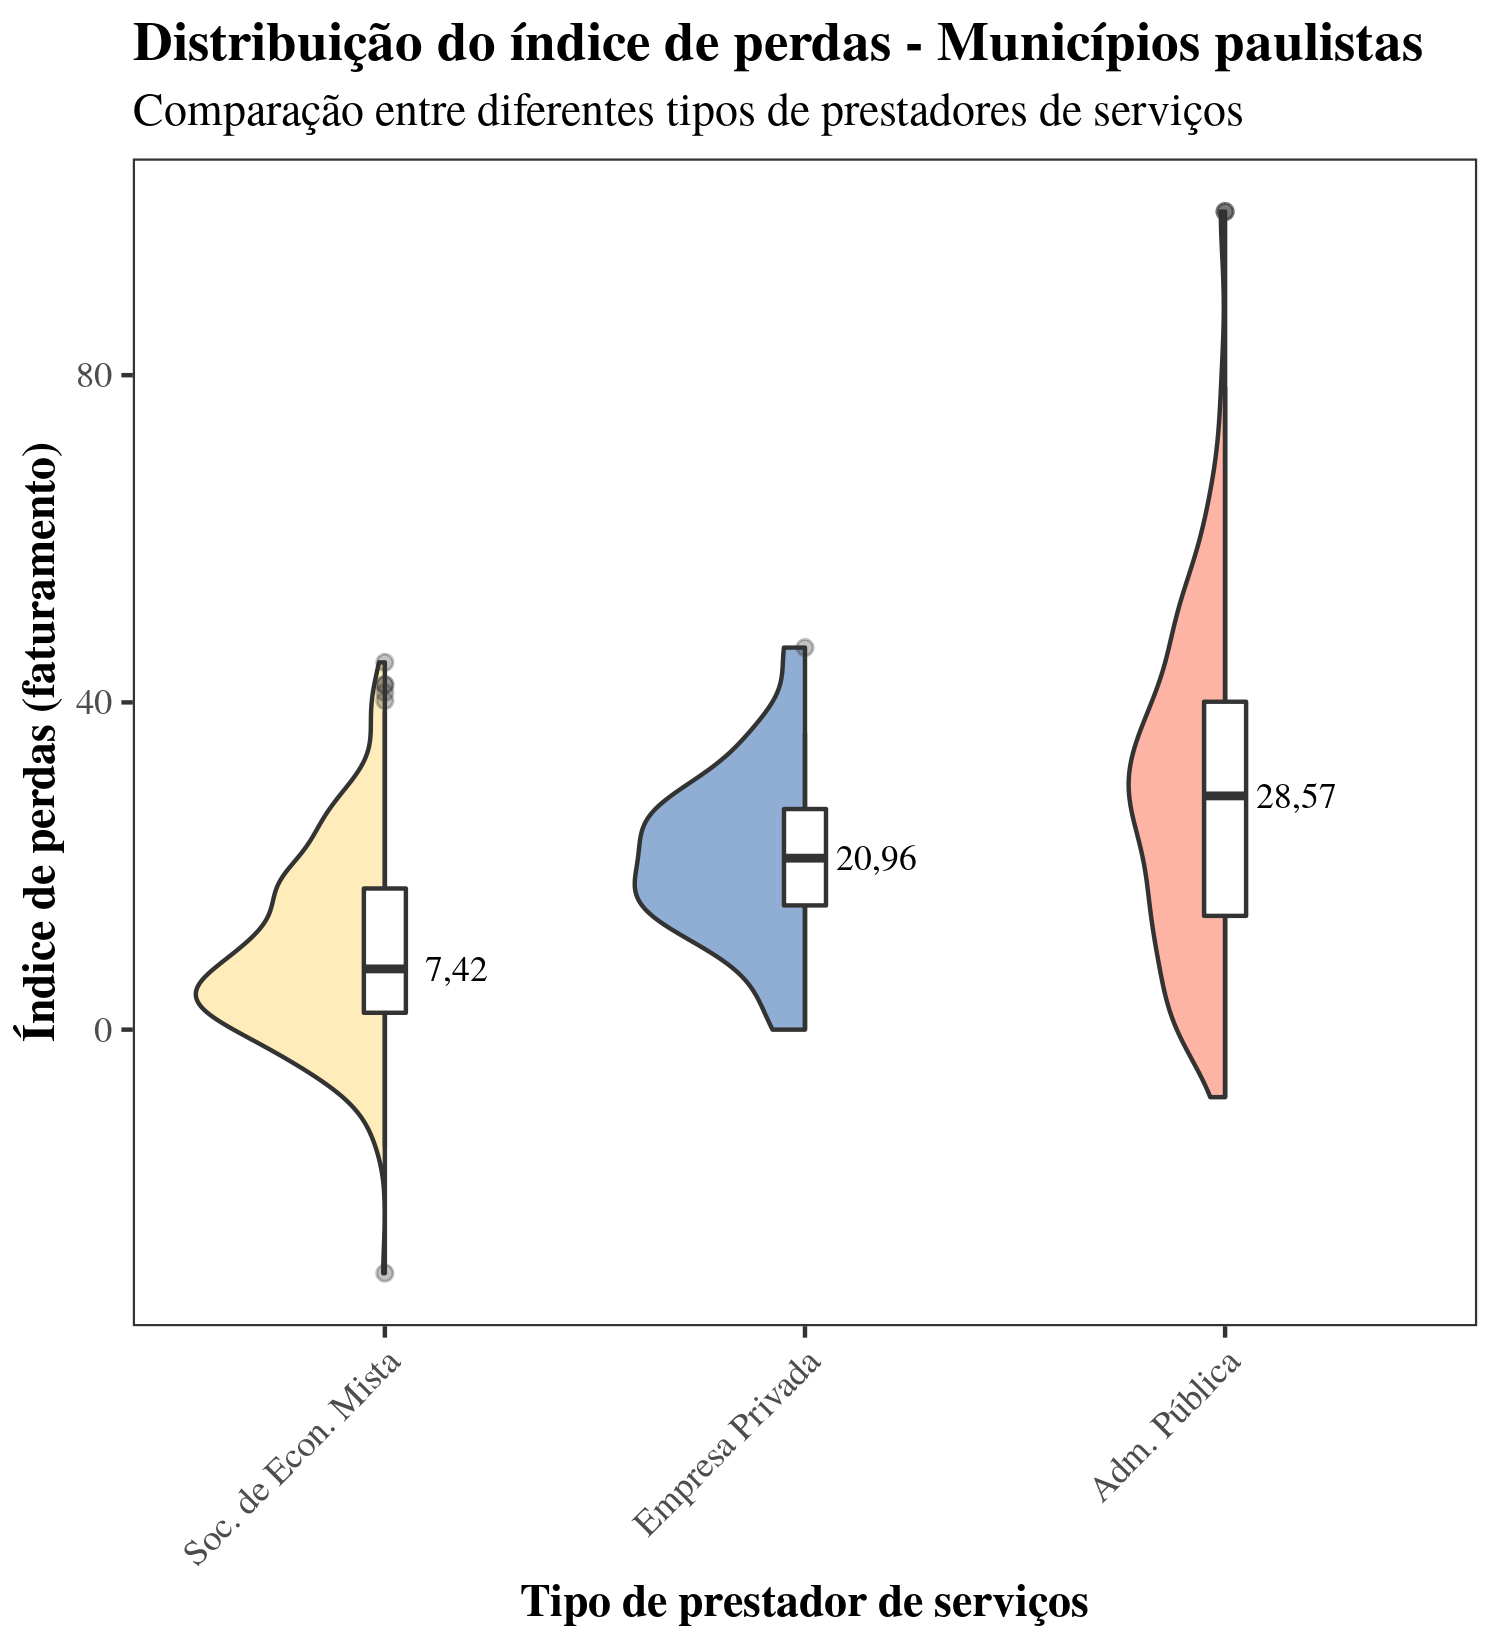 Distribuição do índice de perdas - Municípios paulistas
Comparação entre diferentes tipos de prestadores de serviços
Índice de perdas (faturamento)
80
40
0
7,42
20,96
28,57
Soc. de Econ. Mista
Empresa Privada
Adm. Pública
Tipo de prestador de serviços